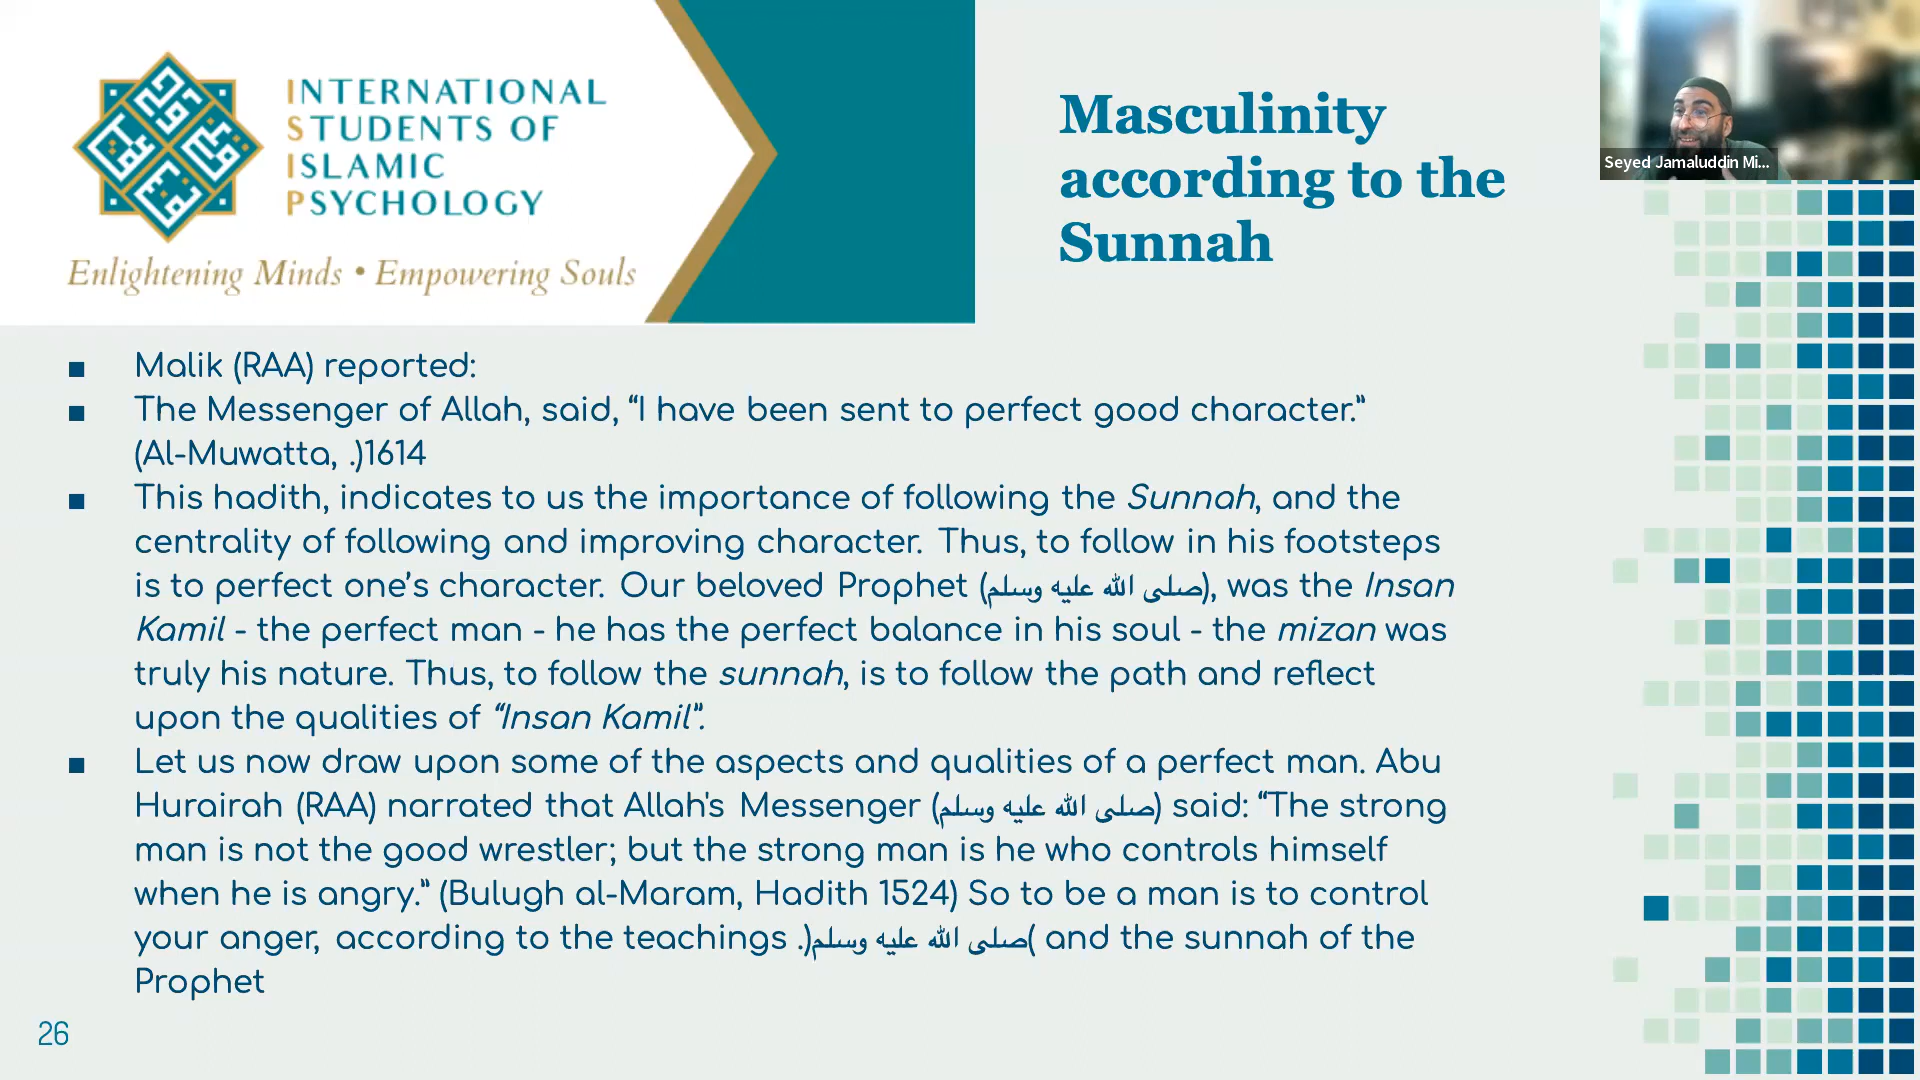 INTERNATIONAL
STUDENTS OF
ISLAMIC
PSYCHOLOGY
Enlightening Minds • Empowering Souls
Masculinity
according to the
Sunnah
Seyed Jamaluddin Mi...
■ Malik (RAA) reported:
■ The Messenger of Allah, said, “I have been sent to perfect good character.”
(Al-Muwatta, .)1614
■ This hadith, indicates to us the importance of following the Sunnah, and the
centrality of following and improving character. Thus, to follow in his footsteps
is to perfect one’s character. Our beloved Prophet (صلى الله عليه وسلم), was the Insan
Kamil - the perfect man - he has the perfect balance in his soul - the mizan was
truly his nature. Thus, to follow the sunnah, is to follow the path and reflect
upon the qualities of “Insan Kamil”.
■ Let us now draw upon some of the aspects and qualities of a perfect man. Abu
Hurairah (RAA) narrated that Allah's Messenger (صلى الله عليه وسلم) said: “The strong
man is not the good wrestler; but the strong man is he who controls himself
when he is angry.” (Bulugh al-Maram, Hadith 1524) So to be a man is to control
your anger, according to the teachings .)صلى الله عليه وسلم( and the sunnah of the
Prophet
26